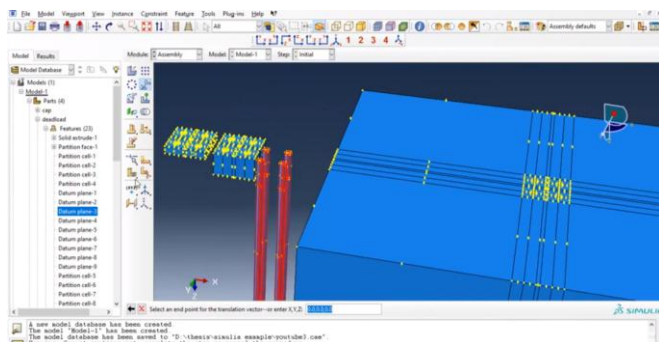 File Model Viewport View Instance Constraint Feature Tools Plug-ins Help
All
Assembly defaults
1 2 3 4
Model Results
Module: Assembly Model: Model-1 Step: Initial
Model Database
Models (1)
Model-1
Parts (4)
cap
deadload
Features (23)
Solid extrude-1
Partition face-1
Partition cell-1
Partition cell-2
Partition cell-3
Partition cell-4
Datum plane-1
Datum plane-2
Datum plane-3
Datum plane-4
Datum plane-5
Datum plane-6
Datum plane-7
Datum plane-8
Datum plane-9
Partition cell-5
Partition cell-6
Partition cell-7
Partition cell-8
Y
Z
X
Select an end point for the translation vector--or enter X,Y,Z:
SIMULIA
A new model database has been created.
The model "Model-1" has been created.
The model database has been saved to "D:\thesis\siaulia example\youtube3.cae".